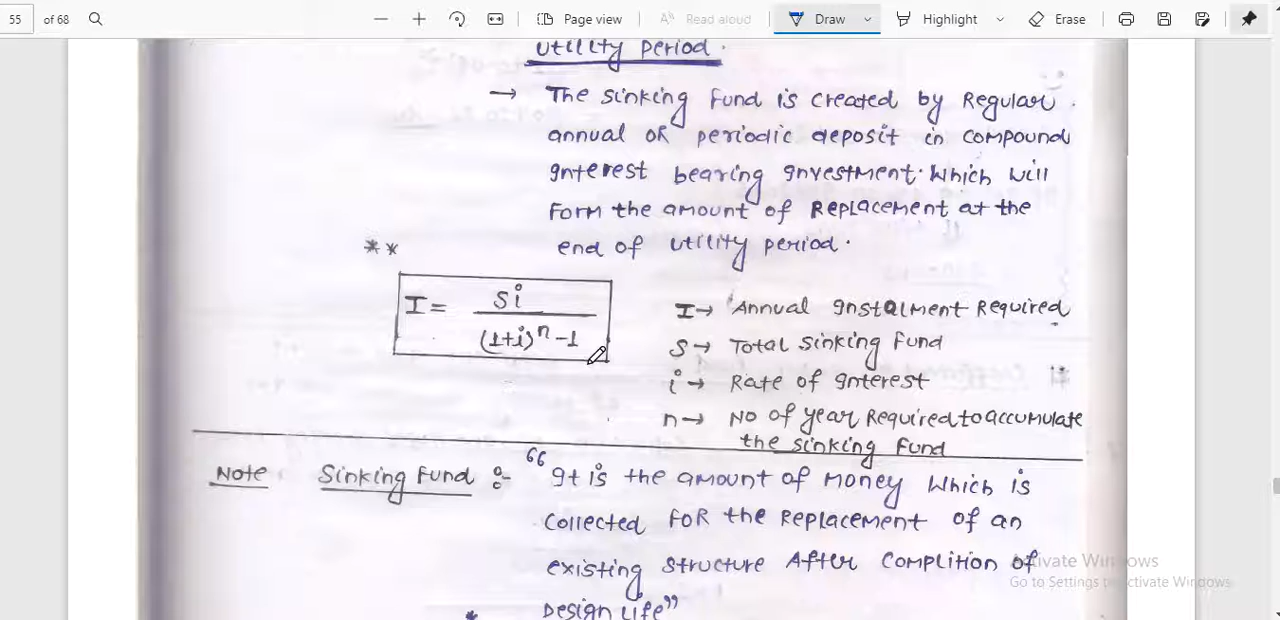 55 of 68 Page view Read aloud Draw Highlight Erase
Utility Period.
→ The sinking Fund is created by Regular.
annual OR periodic deposit in compound
Interest bearing Investment. Which will
Form the amount of Replacement at the
end of Utility period.
**
I = Si / (1+i)^n - 1
I → Annual Instalment Required
S → Total Sinking Fund
i → Rate of Interest
n → No of year Required to accumulate
the sinking Fund
Note : Sinking Fund :- "It is the amount of money Which is
Collected FOR the Replacement of an
existing Structure After Complition of
Design Life"
*
Activate Windows
Go to Settings to activate Windows.